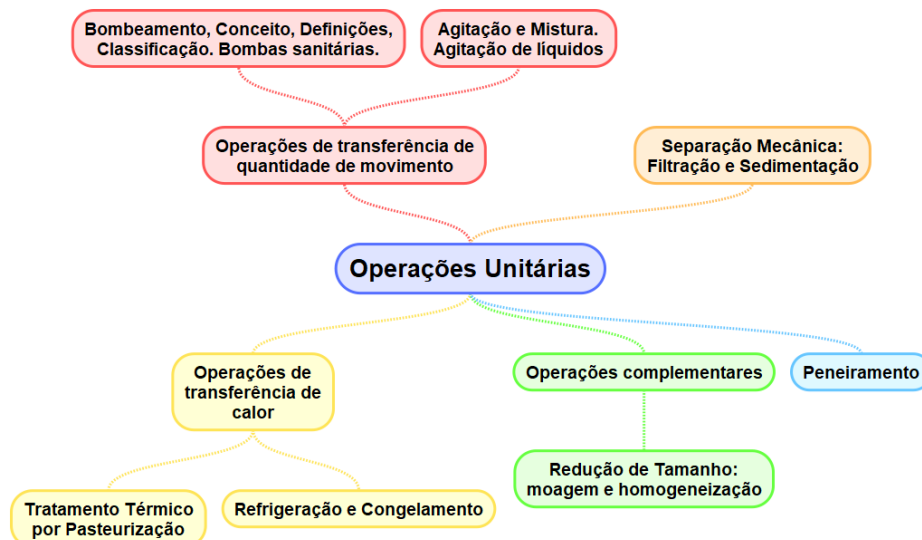 Bombeamento, Conceito, Definições,
Classificação. Bombas sanitárias.
Agitação e Mistura.
Agitação de líquidos
Operações de transferência de
quantidade de movimento
Separação Mecânica:
Filtração e Sedimentação
Operações Unitárias
Operações de
transferência de
calor
Operações complementares
Peneiramento
Redução de Tamanho:
moagem e homogeneização
Tratamento Térmico
por Pasteurização
Refrigeração e Congelamento